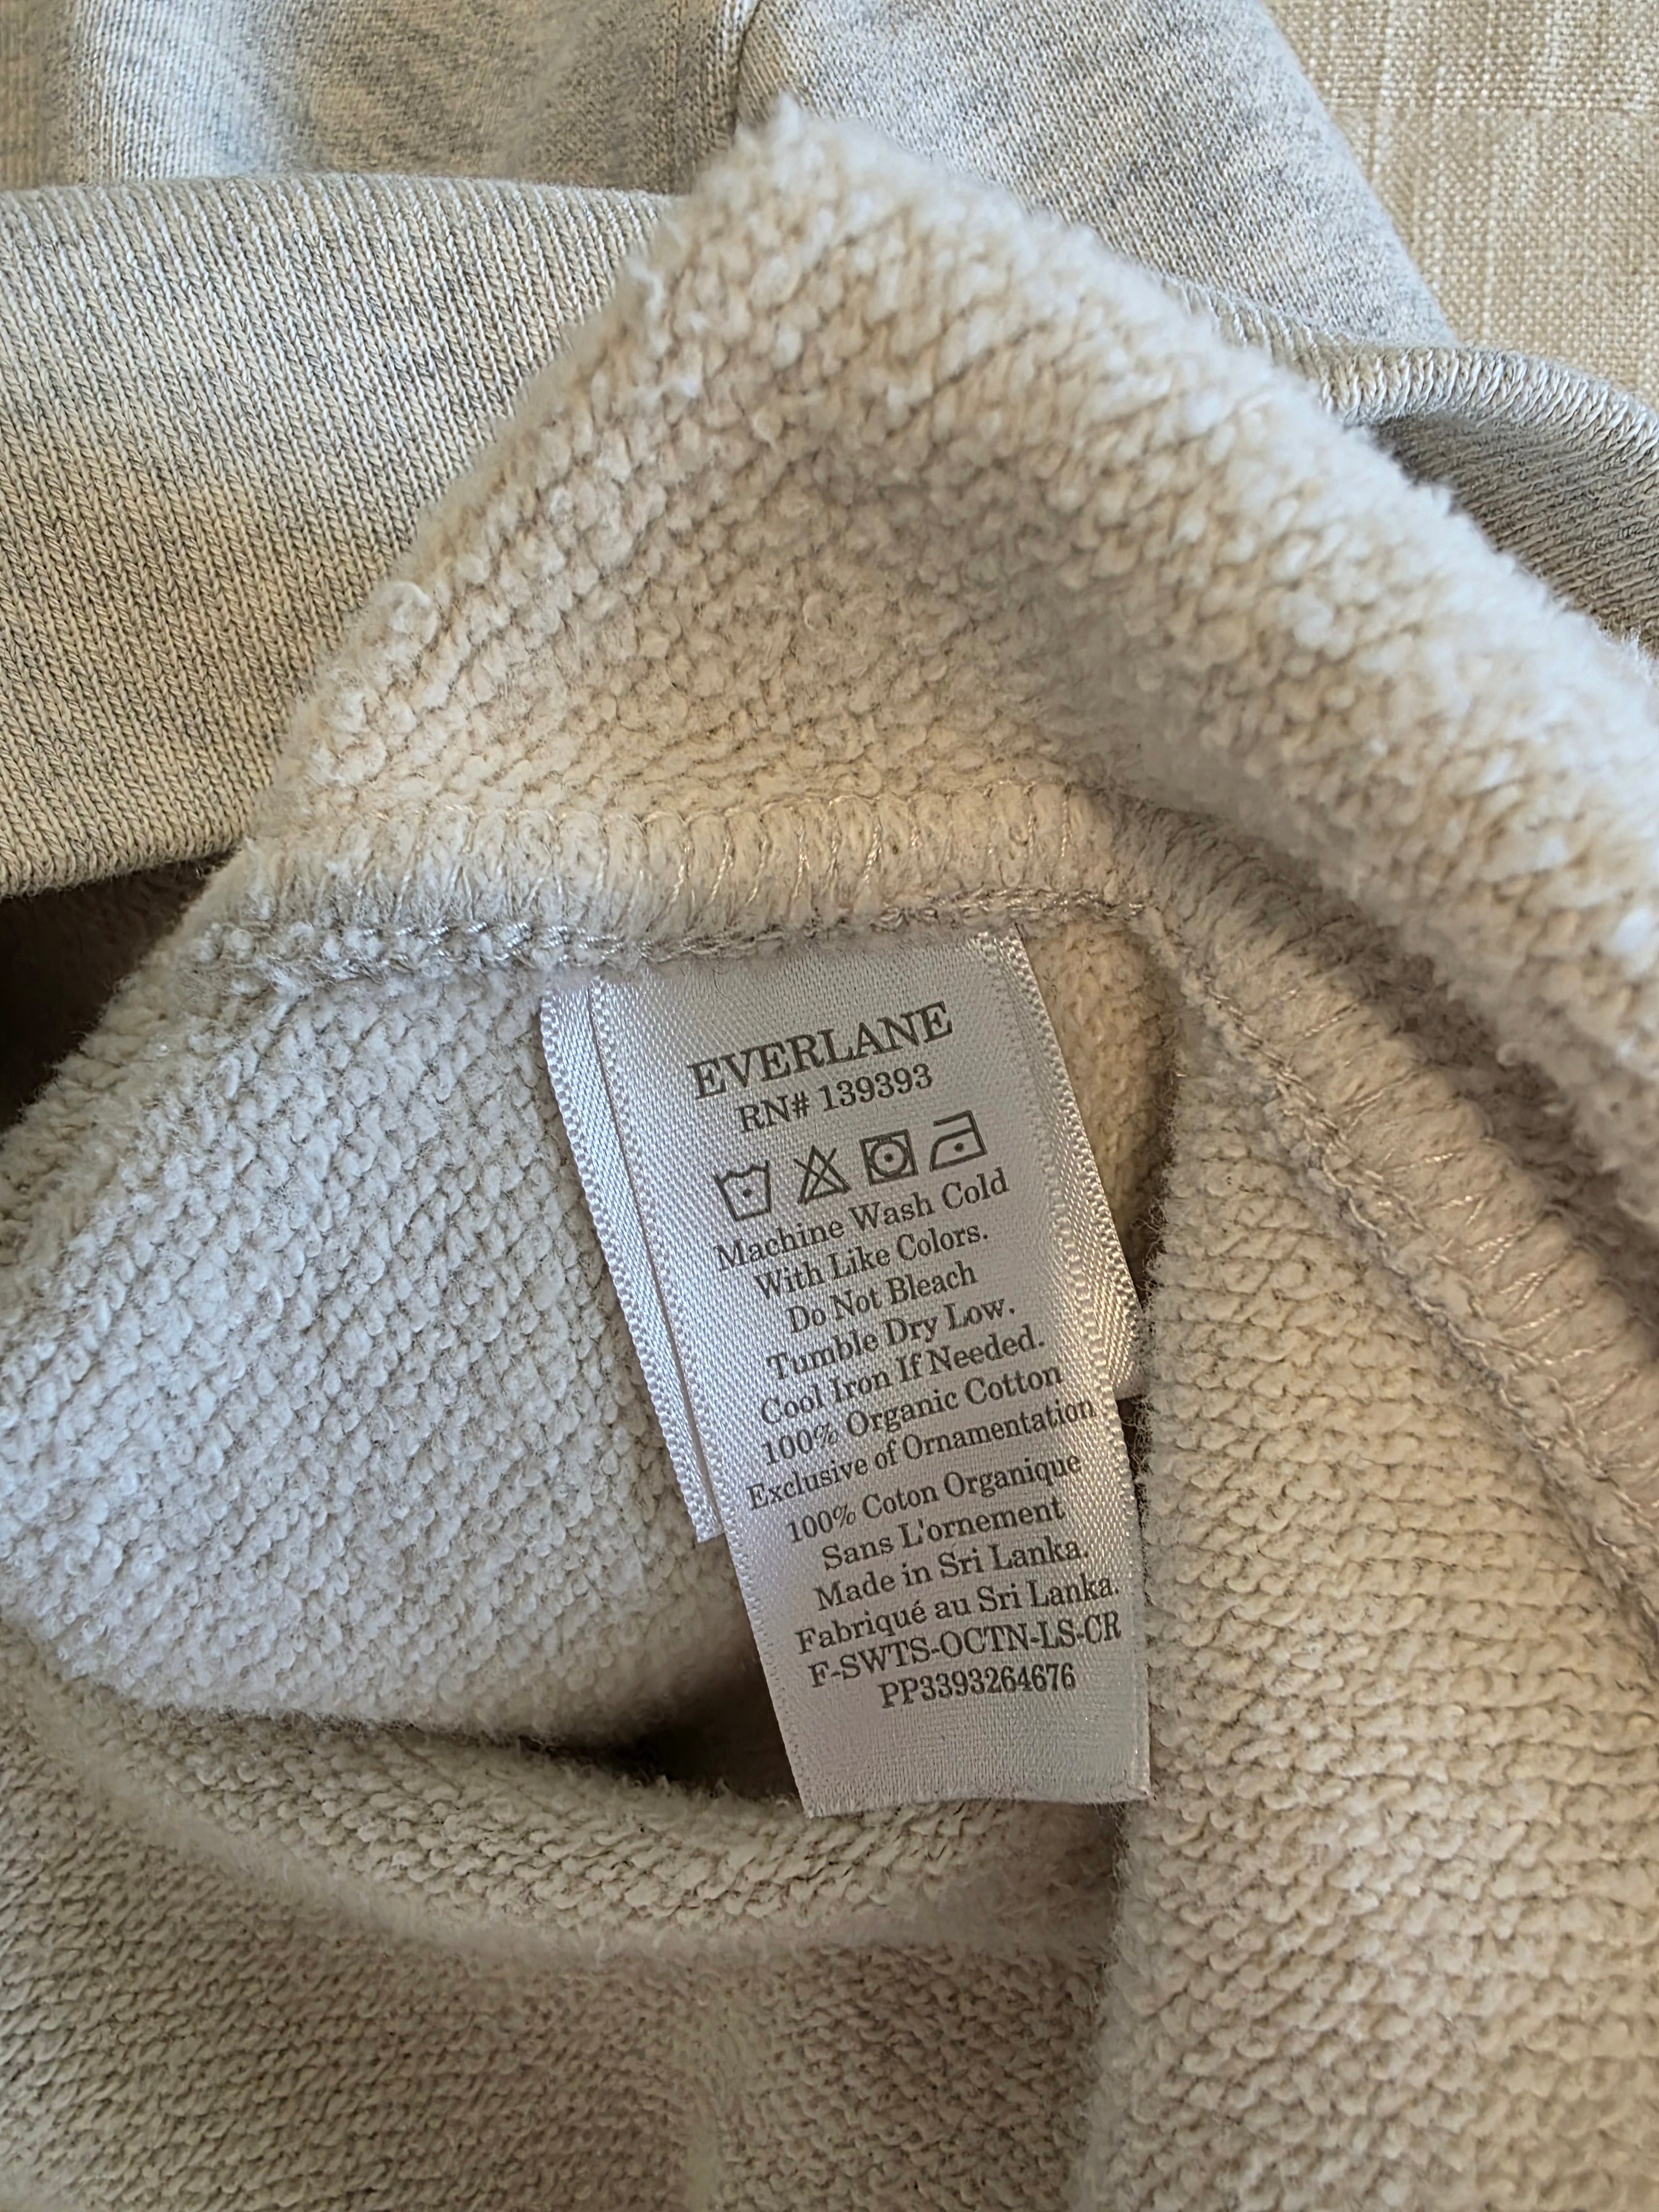 EVERLANE
RN# 139393
Machine Wash Cold
With Like Colors.
Do Not Bleach
Tumble Dry Low.
Cool Iron If Needed.
100% Organic Cotton
Exclusive of Ornamentation
100% Coton Organique
Sans L'ornement
Made in Sri Lanka.
Fabriqué au Sri Lanka.
F-SWTS-OCTN-LS-CR
PP3393264676